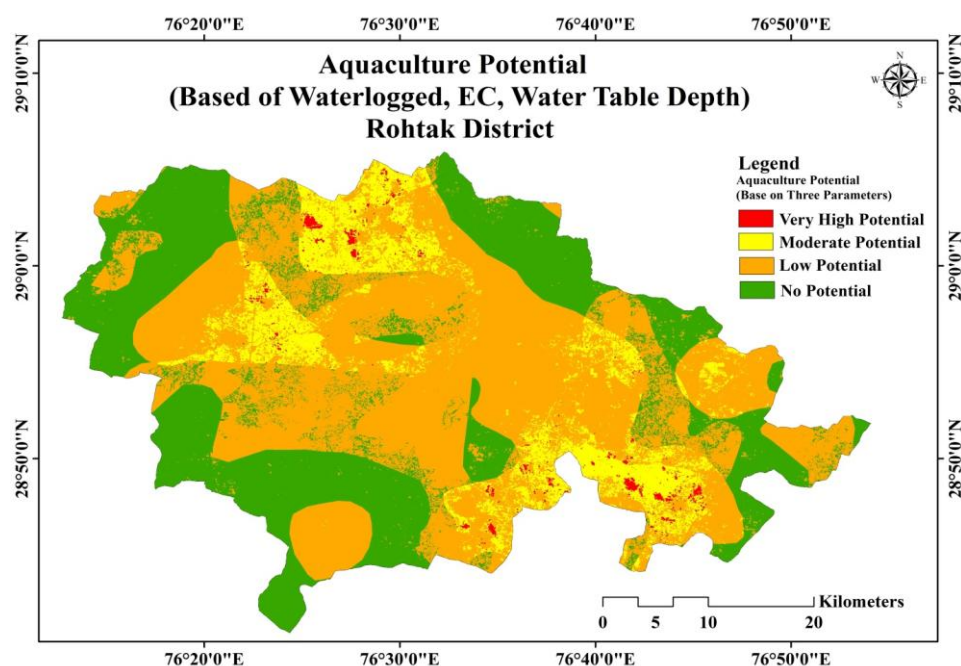 76°20'0"N 76°30'0"N 76°40'0"N 76°50'0"N
29°10'0"N 29°10'0"N
Aquaculture Potential
(Based of Waterlogged, EC, Water Table Depth)
Rohtak District
N
W E
S
Legend
Aquaculture Potential
(Base on Three Parameters)
Very High Potential
Moderate Potential
Low Potential
No Potential
29°0'0"N 29°0'0"N
28°50'0"N 28°50'0"N
Kilometers
0 5 10 20
76°20'0"E 76°30'0"E 76°40'0"E 76°50'0"E